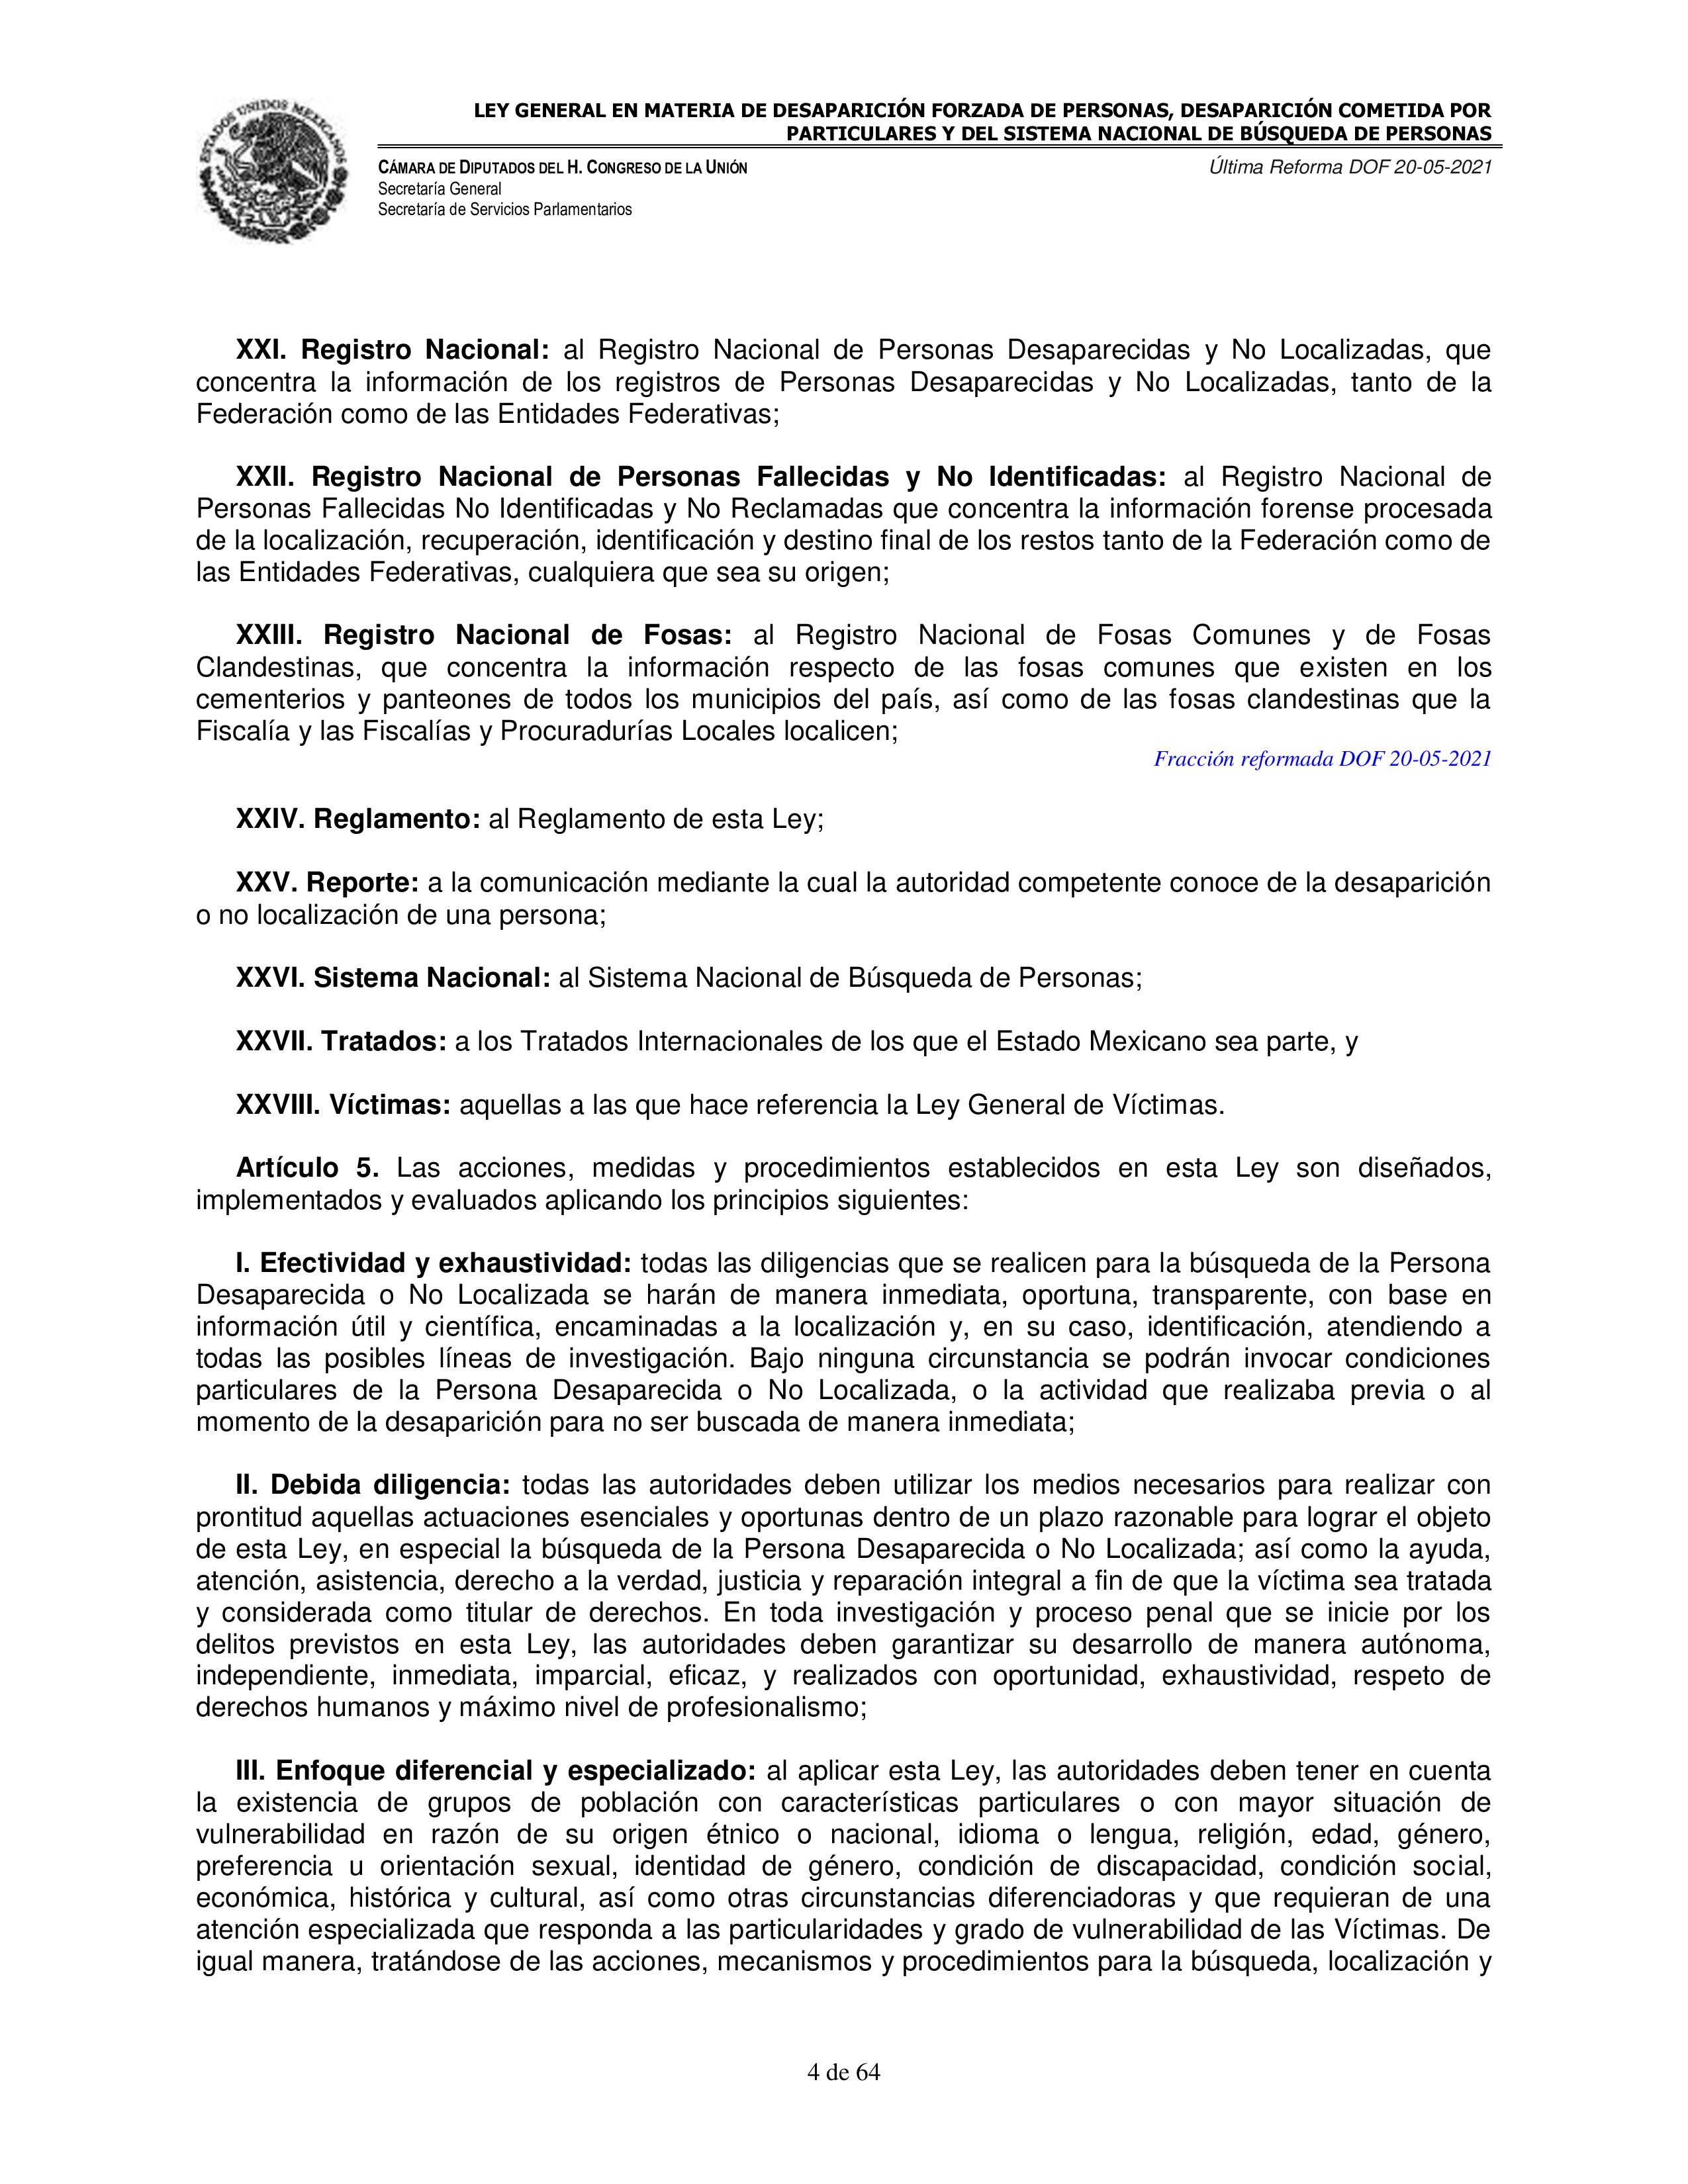 ESTADOS UNIDOS MEXICANOS
LEY GENERAL EN MATERIA DE DESAPARICIÓN FORZADA DE PERSONAS, DESAPARICIÓN COMETIDA POR
PARTICULARES Y DEL SISTEMA NACIONAL DE BÚSQUEDA DE PERSONAS
CÁMARA DE DIPUTADOS DEL H. CONGRESO DE LA UNIÓN
Secretaría General
Secretaría de Servicios Parlamentarios
Última Reforma DOF 20-05-2021
XXI. Registro Nacional: al Registro Nacional de Personas Desaparecidas y No Localizadas, que
concentra la información de los registros de Personas Desaparecidas y No Localizadas, tanto de la
Federación como de las Entidades Federativas;
XXII. Registro Nacional de Personas Fallecidas y No Identificadas: al Registro Nacional de
Personas Fallecidas No Identificadas y No Reclamadas que concentra la información forense procesada
de la localización, recuperación, identificación y destino final de los restos tanto de la Federación como de
las Entidades Federativas, cualquiera que sea su origen;
XXIII. Registro Nacional de Fosas: al Registro Nacional de Fosas Comunes y de Fosas
Clandestinas, que concentra la información respecto de las fosas comunes que existen en los
cementerios y panteones de todos los municipios del país, así como de las fosas clandestinas que la
Fiscalía y las Fiscalías y Procuradurías Locales localicen;
Fracción reformada DOF 20-05-2021
XXIV. Reglamento: al Reglamento de esta Ley;
XXV. Reporte: a la comunicación mediante la cual la autoridad competente conoce de la desaparición
o no localización de una persona;
XXVI. Sistema Nacional: al Sistema Nacional de Búsqueda de Personas;
XXVII. Tratados: a los Tratados Internacionales de los que el Estado Mexicano sea parte, y
XXVIII. Víctimas: aquellas a las que hace referencia la Ley General de Víctimas.
Artículo 5. Las acciones, medidas y procedimientos establecidos en esta Ley son diseñados,
implementados y evaluados aplicando los principios siguientes:
I. Efectividad y exhaustividad: todas las diligencias que se realicen para la búsqueda de la Persona
Desaparecida o No Localizada se harán de manera inmediata, oportuna, transparente, con base en
información útil y científica, encaminadas a la localización y, en su caso, identificación, atendiendo a
todas las posibles líneas de investigación. Bajo ninguna circunstancia se podrán invocar condiciones
particulares de la Persona Desaparecida o No Localizada, o la actividad que realizaba previa o al
momento de la desaparición para no ser buscada de manera inmediata;
II. Debida diligencia: todas las autoridades deben utilizar los medios necesarios para realizar con
prontitud aquellas actuaciones esenciales y oportunas dentro de un plazo razonable para lograr el objeto
de esta Ley, en especial la búsqueda de la Persona Desaparecida o No Localizada; así como la ayuda,
atención, asistencia, derecho a la verdad, justicia y reparación integral a fin de que la víctima sea tratada
y considerada como titular de derechos. En toda investigación y proceso penal que se inicie por los
delitos previstos en esta Ley, las autoridades deben garantizar su desarrollo de manera autónoma,
independiente, inmediata, imparcial, eficaz, y realizados con oportunidad, exhaustividad, respeto de
derechos humanos y máximo nivel de profesionalismo;
III. Enfoque diferencial y especializado: al aplicar esta Ley, las autoridades deben tener en cuenta
la existencia de grupos de población con características particulares o con mayor situación de
vulnerabilidad en razón de su origen étnico o nacional, idioma o lengua, religión, edad, género,
preferencia u orientación sexual, identidad de género, condición de discapacidad, condición social,
económica, histórica y cultural, así como otras circunstancias diferenciadoras y que requieran de una
atención especializada que responda a las particularidades y grado de vulnerabilidad de las Víctimas. De
igual manera, tratándose de las acciones, mecanismos y procedimientos para la búsqueda, localización y
4 de 64